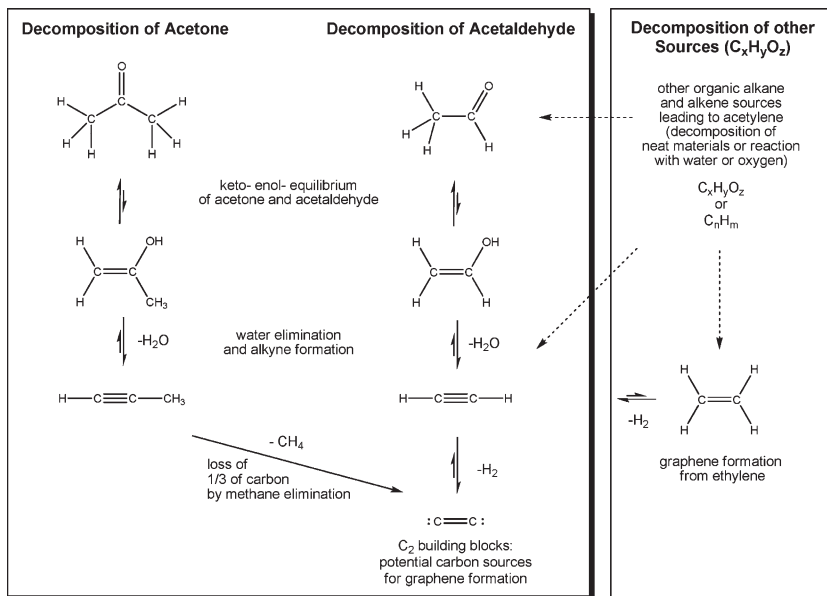 Decomposition of Acetone
O
H
C
H
C
C
H
H
H
H
keto- enol- equilibrium
of acetone and acetaldehyde
H
OH
C
C
H
CH₃
-H₂O
water elimination
and alkyne formation
H
C
C
CH₃
- CH₄
loss of
1/3 of carbon
by methane elimination
Decomposition of Acetaldehyde
H
O
H
C
C
H
H
H
OH
C
C
H
H
-H₂O
H
C
C
H
-H₂
:C
C:
C₂ building blocks:
potential carbon sources
for graphene formation
Decomposition of other
Sources (CₓHᵧO_z)
other organic alkane
and alkene sources
leading to acetylene
(decomposition of
neat materials or reaction
with water or oxygen)
CₓHᵧO_z
or
CₙHₘ
H
H
C
C
H
H
-H₂
graphene formation
from ethylene